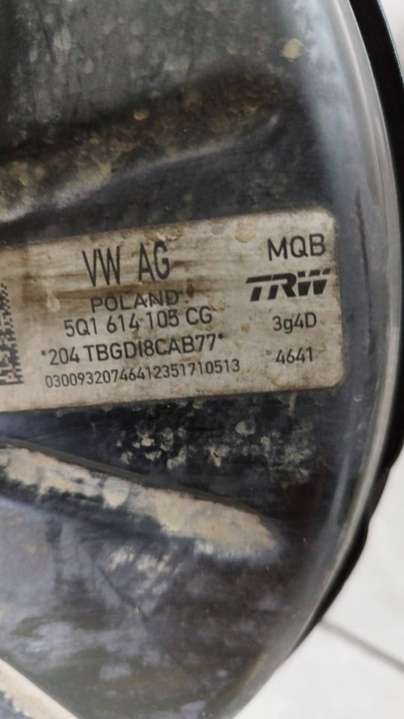 VW AG
MQB
POLAND
TRW
5Q1 614 105 CG
3g4D
*204 TBGDI8CAB77*
4641
03009320746412351710513